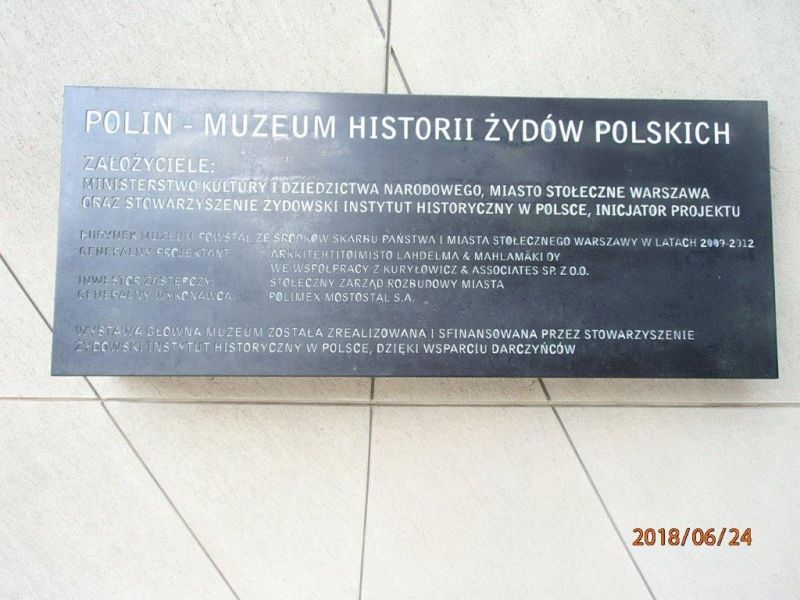 POLIN - MUZEUM HISTORII ŻYDÓW POLSKICH
ZAŁOŻYCIELE:
MINISTERSTWO KULTURY I DZIEDZICTWA NARODOWEGO, MIASTO STOŁECZNE WARSZAWA
ORAZ STOWARZYSZENIE ŻYDOWSKI INSTYTUT HISTORYCZNY W POLSCE, INICJATOR PROJEKTU
BUDYNEK MUZEUM POWSTAŁ ZE ŚRODKÓW SKARBU PAŃSTWA I MIASTA STOŁECZNEGO WARSZAWY W LATACH 2009-2012
GENERALNY PROJEKTANT: ARKKITEHTITOIMISTO LAHDELMA & MAHLAMÄKI OY
WE WSPÓŁPRACY Z KURYŁOWICZ & ASSOCIATES SP. Z O.O.
INWESTOR ZASTĘPCZY: STOŁECZNY ZARZĄD ROZBUDOWY MIASTA
GENERALNY WYKONAWCA: POLIMEX-MOSTOSTAL S.A.
WYSTAWA GŁÓWNA MUZEUM ZOSTAŁA ZREALIZOWANA I SFINANSOWANA PRZEZ STOWARZYSZENIE
ŻYDOWSKI INSTYTUT HISTORYCZNY W POLSCE, DZIĘKI WSPARCIU DARCZYŃCÓW
2018/06/24